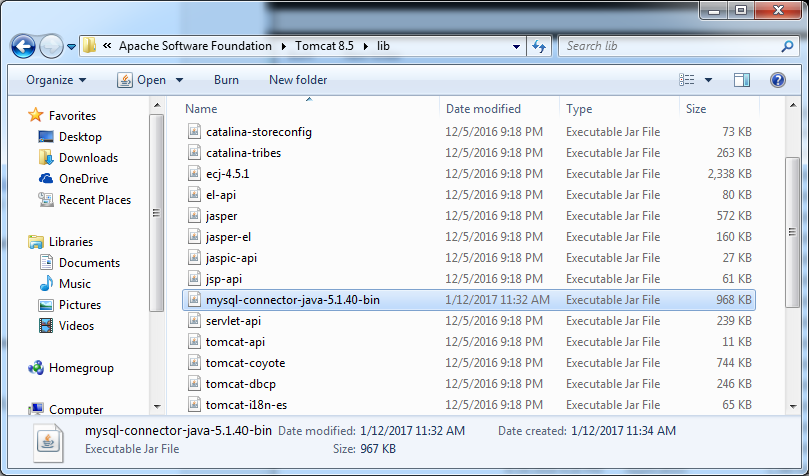 « Apache Software Foundation ▸ Tomcat 8.5 ▸ lib
Search lib
Organize Open Burn New folder
Favorites
Desktop
Downloads
OneDrive
Recent Places
Libraries
Documents
Music
Pictures
Videos
Homegroup
Computer
Name Date modified Type Size
catalina-storeconfig 12/5/2016 9:18 PM Executable Jar File 73 KB
catalina-tribes 12/5/2016 9:18 PM Executable Jar File 263 KB
ecj-4.5.1 12/5/2016 9:18 PM Executable Jar File 2,338 KB
el-api 12/5/2016 9:18 PM Executable Jar File 80 KB
jasper 12/5/2016 9:18 PM Executable Jar File 572 KB
jasper-el 12/5/2016 9:18 PM Executable Jar File 160 KB
jaspic-api 12/5/2016 9:18 PM Executable Jar File 27 KB
jsp-api 12/5/2016 9:18 PM Executable Jar File 61 KB
mysql-connector-java-5.1.40-bin 1/12/2017 11:32 AM Executable Jar File 968 KB
servlet-api 12/5/2016 9:18 PM Executable Jar File 239 KB
tomcat-api 12/5/2016 9:18 PM Executable Jar File 11 KB
tomcat-coyote 12/5/2016 9:18 PM Executable Jar File 744 KB
tomcat-dbcp 12/5/2016 9:18 PM Executable Jar File 246 KB
tomcat-i18n-es 12/5/2016 9:18 PM Executable Jar File 65 KB
mysql-connector-java-5.1.40-bin Date modified: 1/12/2017 11:32 AM Date created: 1/12/2017 11:34 AM
Executable Jar File Size: 967 KB